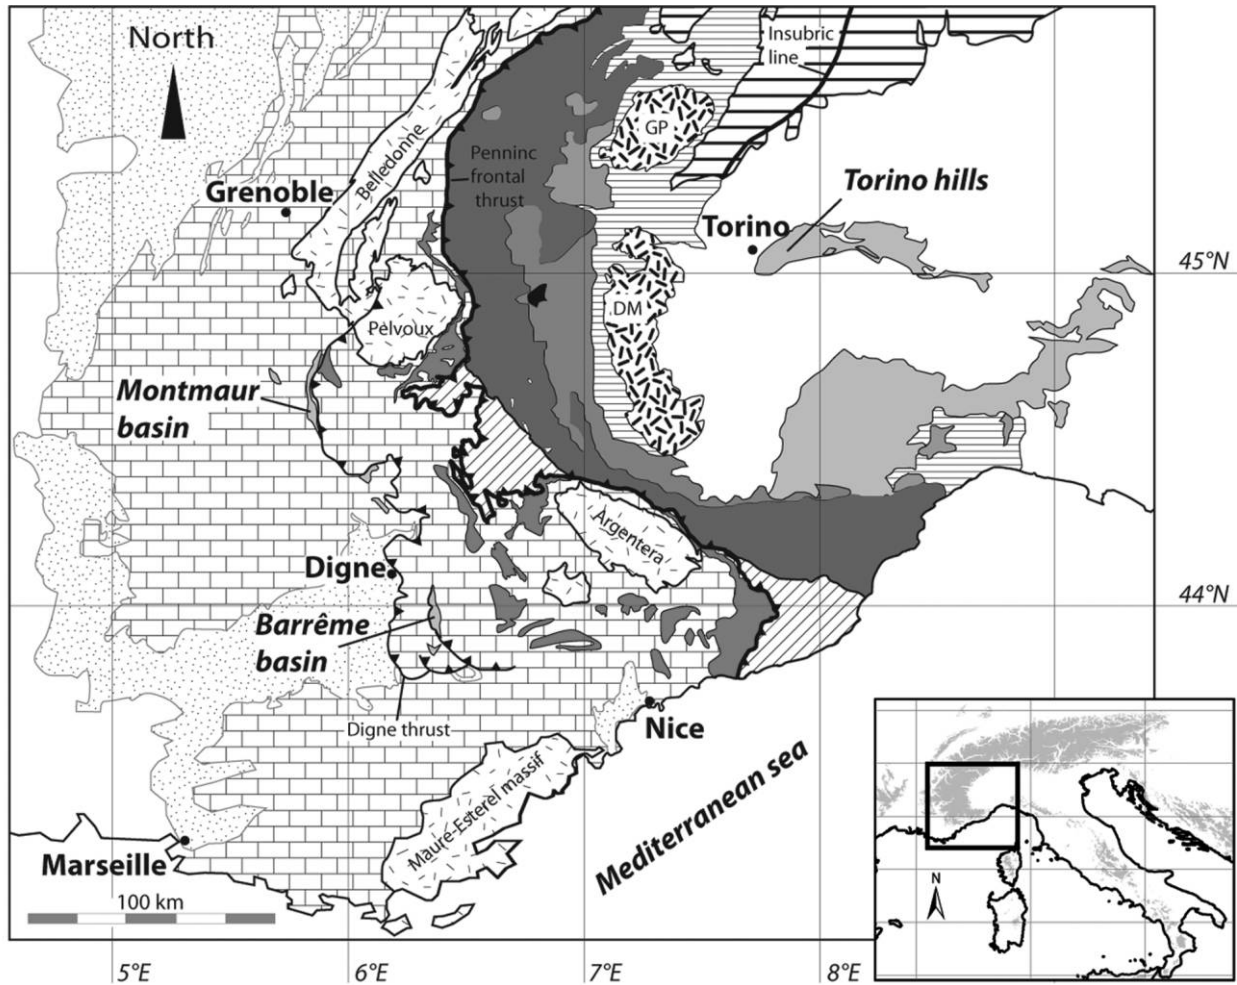 North
Insubric
line
GP
Belledonne
Penninc
frontal
thrust
Grenoble
Torino hills
Torino
45°N
DM
Pelvoux
Montmaur
basin
Argentera
Digne
44°N
Barrême
basin
Digne thrust
Nice
Maure-Esterel massif
Mediterranean sea
Marseille
100 km
N
5°E
6°E
7°E
8°E